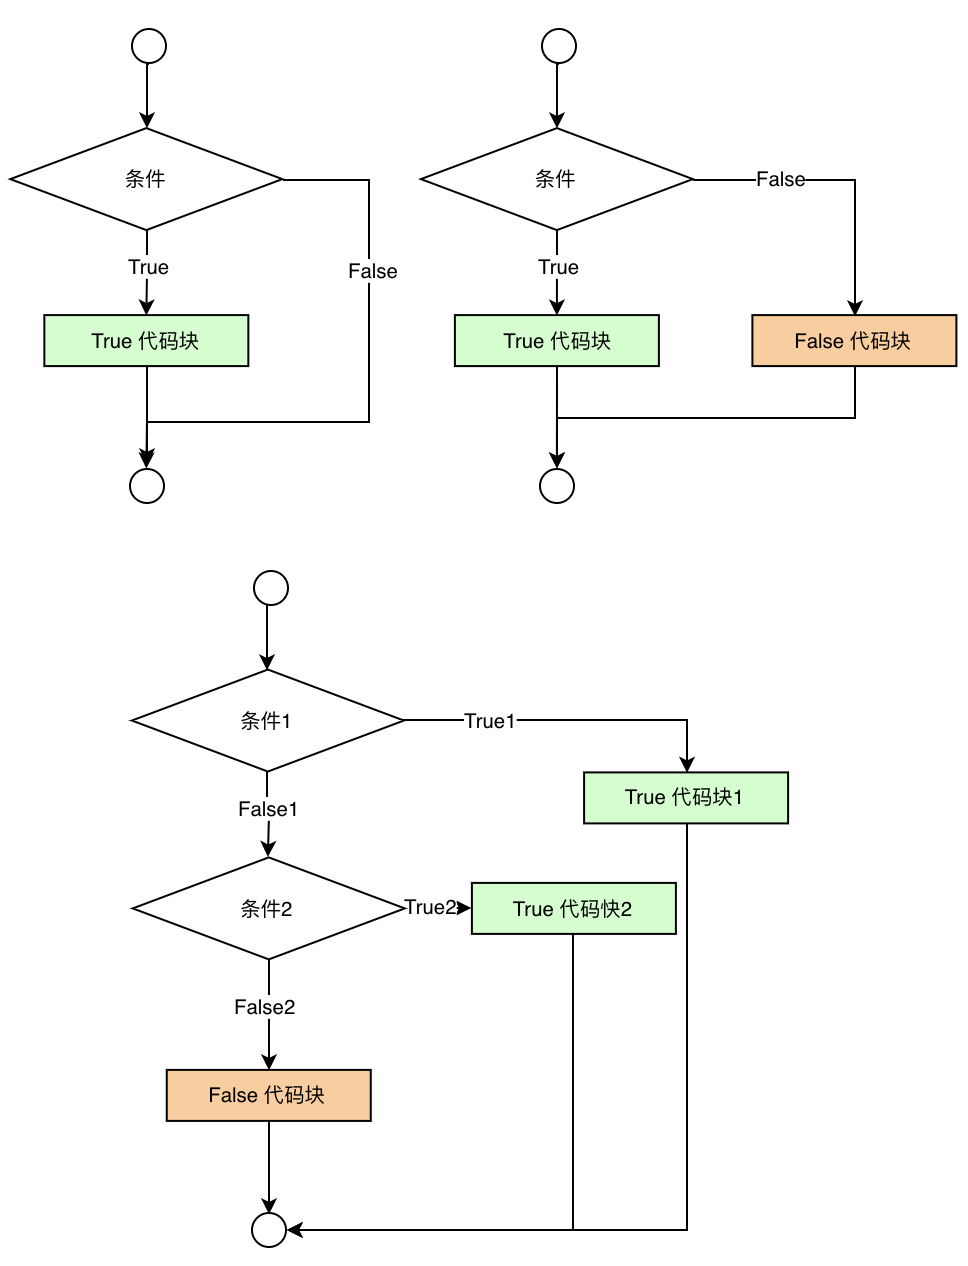 条件
True
False
True 代码块
条件
False
True
True 代码块
False 代码块
条件1
True1
True 代码块1
False1
条件2
True2
True 代码快2
False2
False 代码块